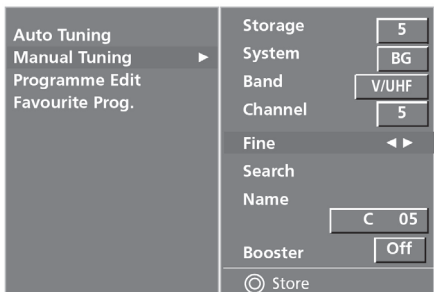 Auto Tuning
Manual Tuning ►
Programme Edit
Favourite Prog.
Storage 5
System BG
Band V/UHF
Channel 5
Fine ◄►
Search
Name
C 05
Booster Off
Store